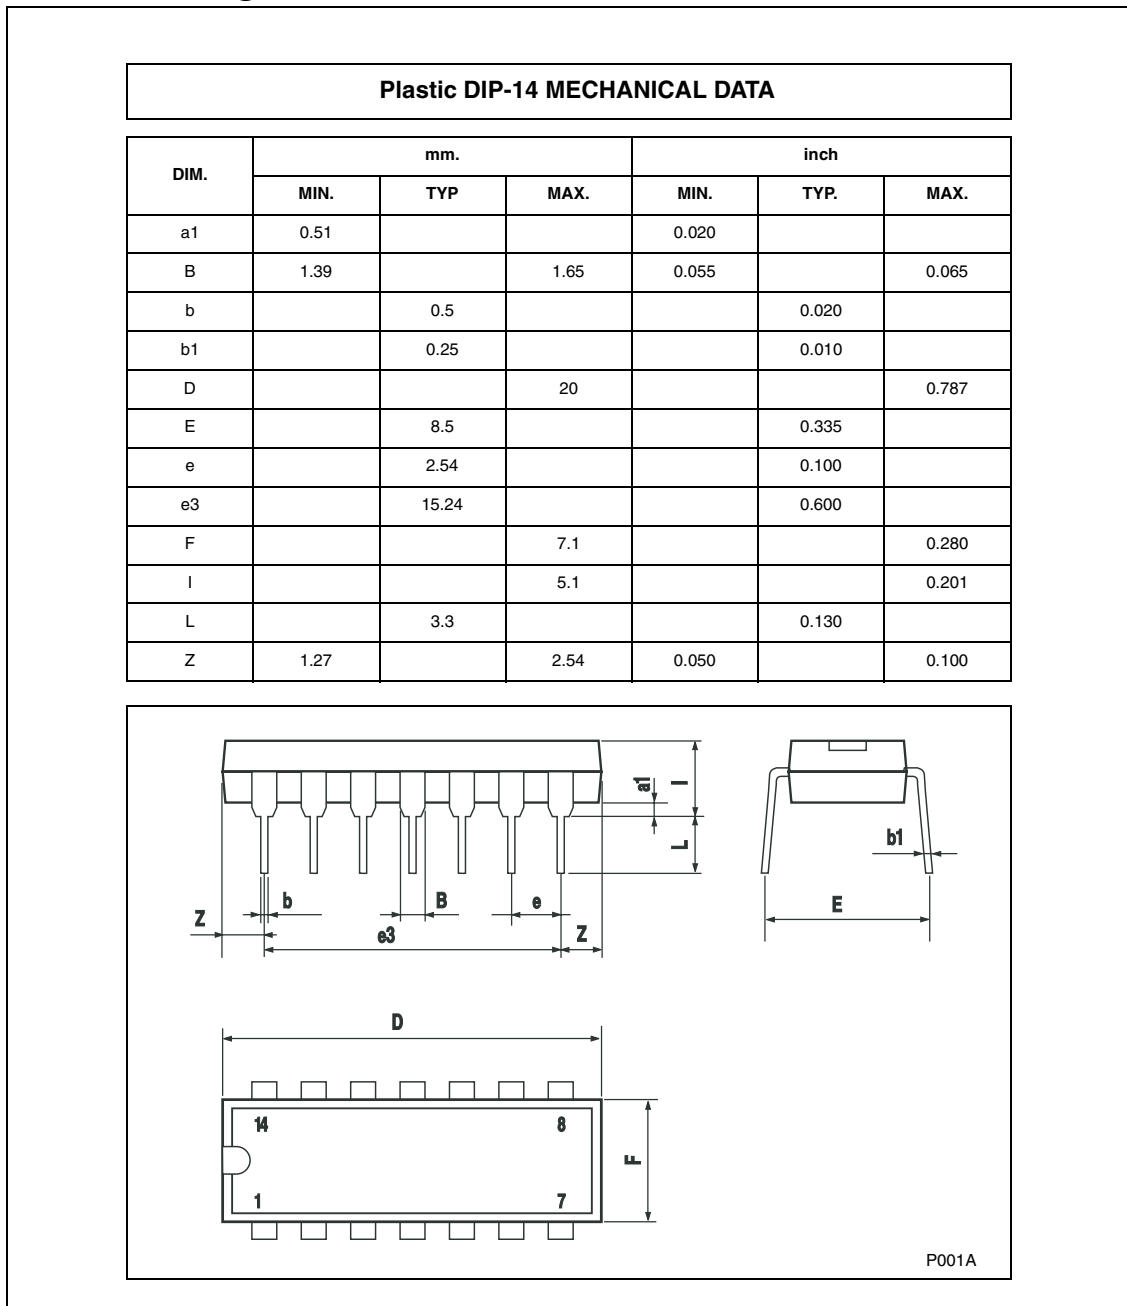 Plastic DIP-14 MECHANICAL DATA
DIM. mm. inch
MIN. TYP MAX. MIN. TYP. MAX.
a1 0.51 0.020
B 1.39 1.65 0.055 0.065
b 0.5 0.020
b1 0.25 0.010
D 20 0.787
E 8.5 0.335
e 2.54 0.100
e3 15.24 0.600
F 7.1 0.280
I 5.1 0.201
L 3.3 0.130
Z 1.27 2.54 0.050 0.100
a1 I
L b1
Z b B e E
e3 Z
D
14 8
F
1 7
P001A